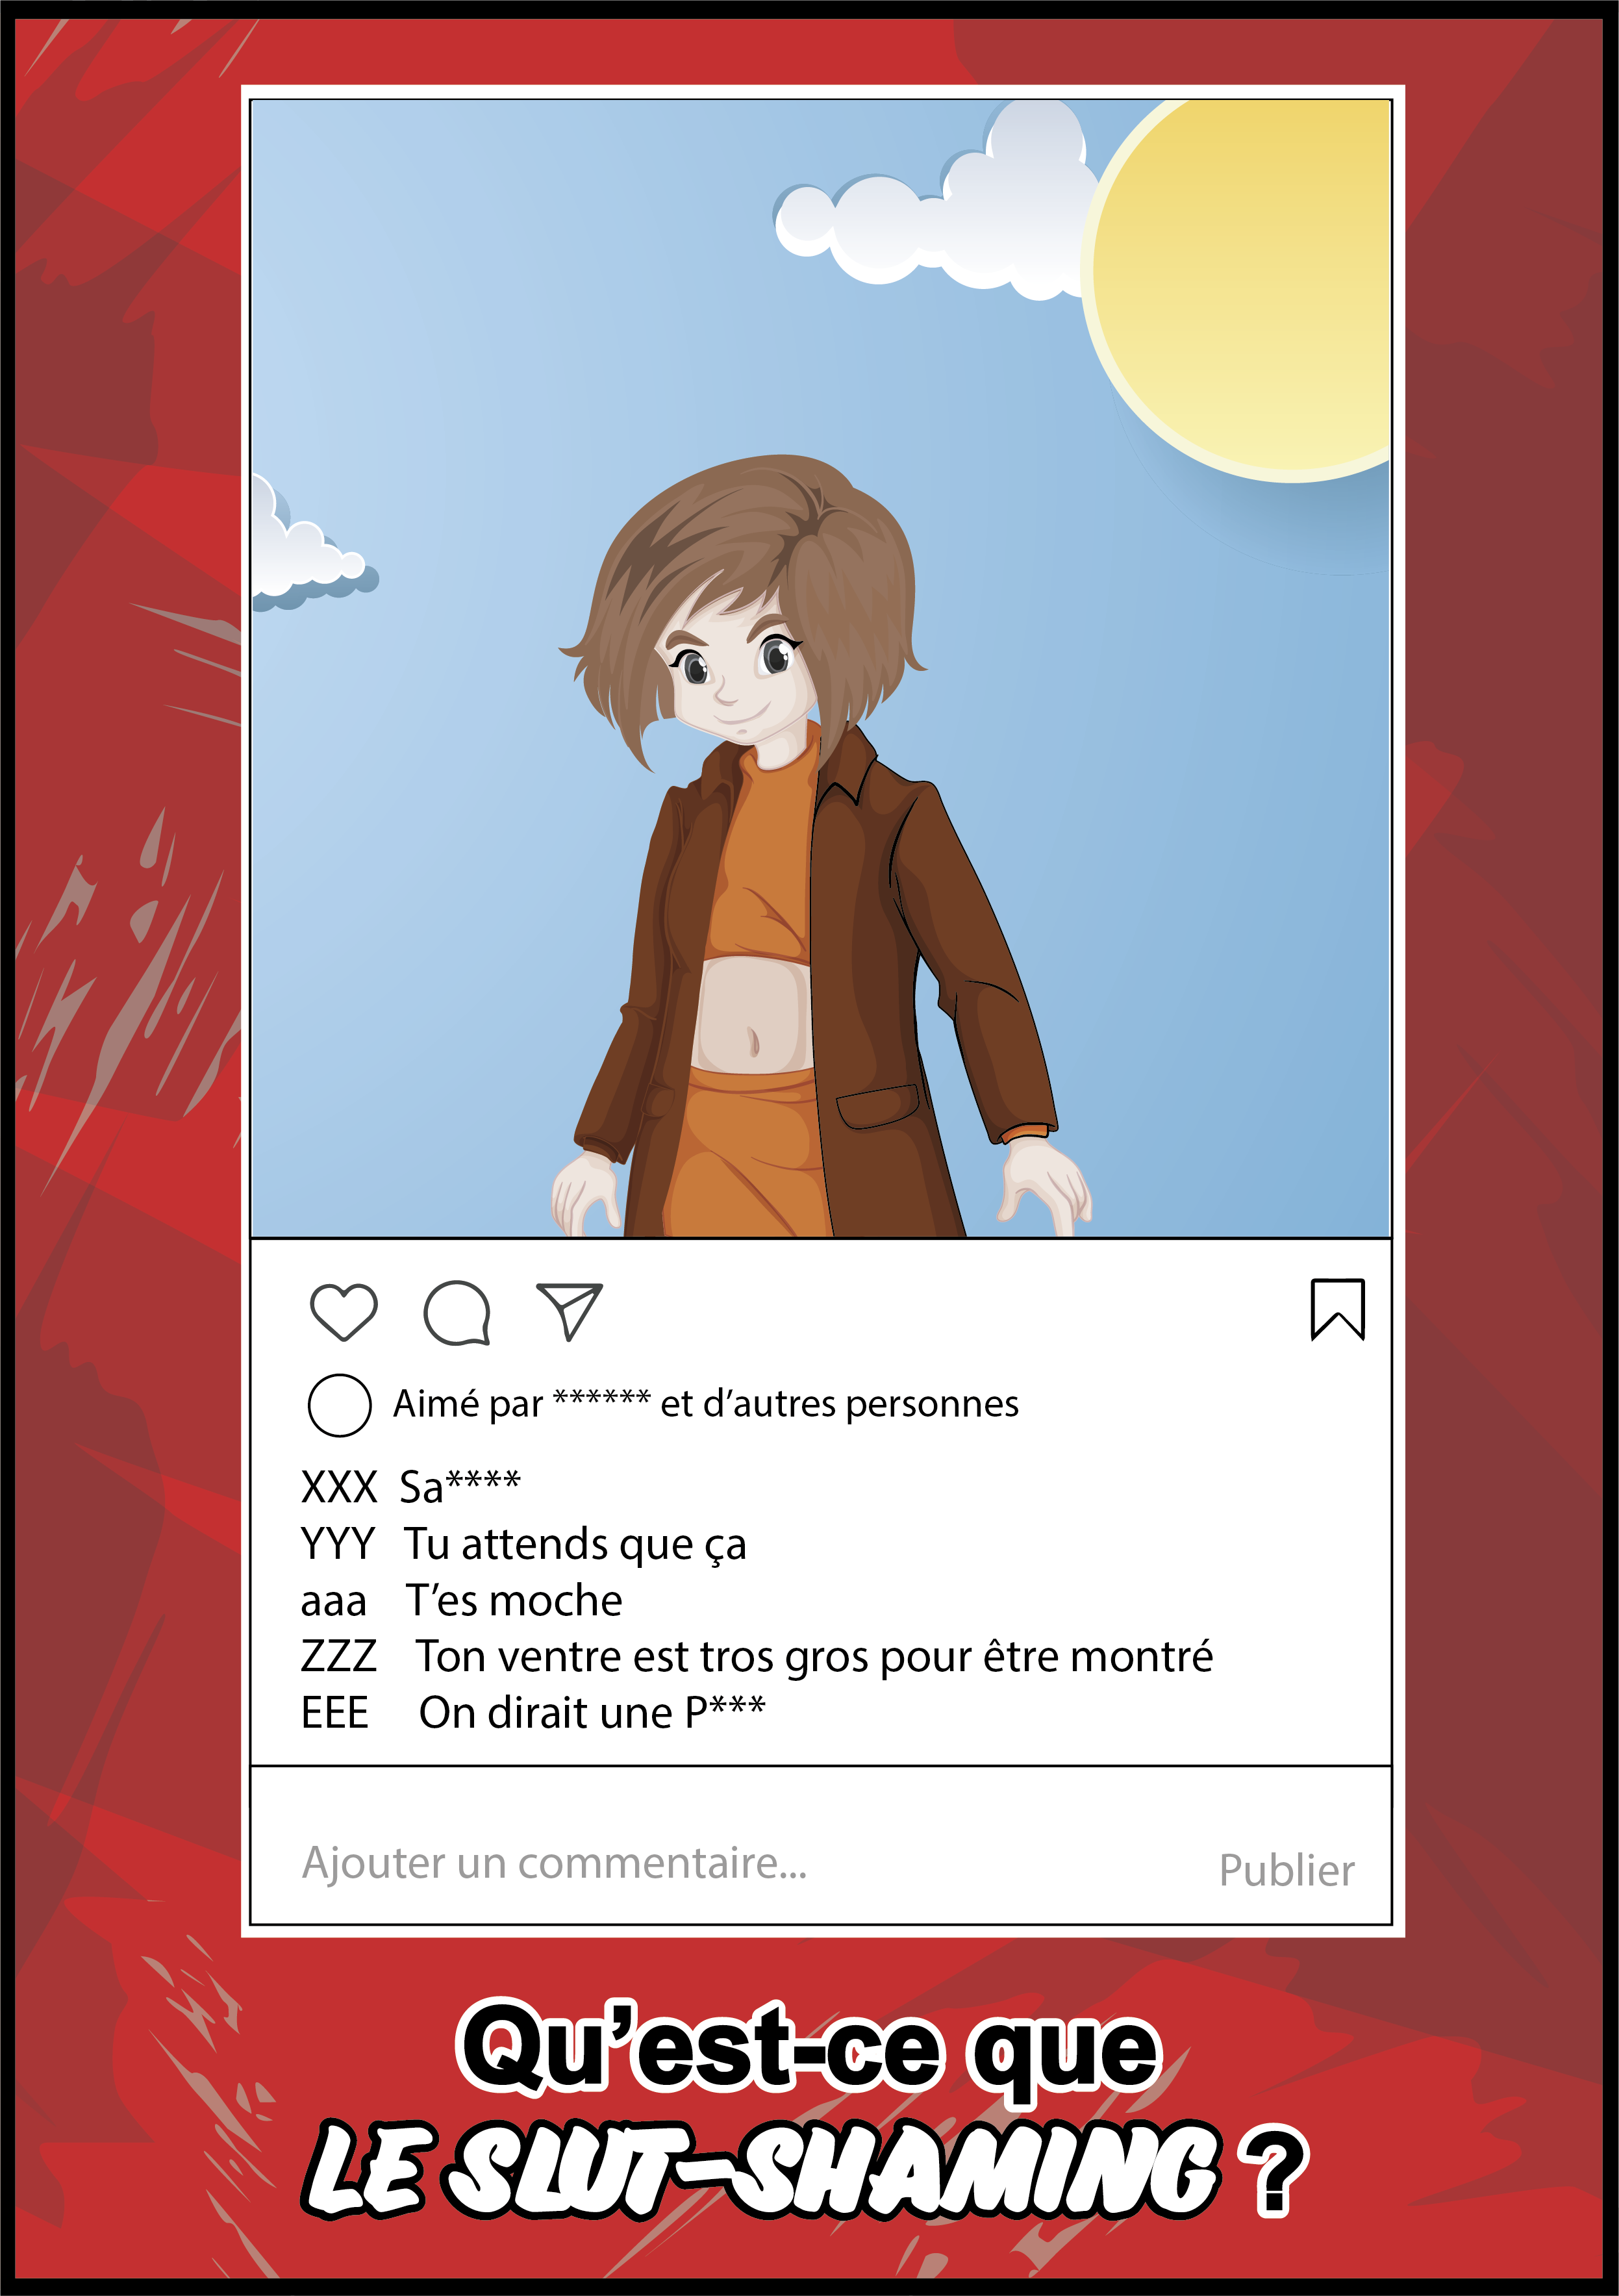 Aimé par ****** et d’autres personnes
XXX Sa****
YYY Tu attends que ça
aaa T’es moche
ZZZ Ton ventre est tros gros pour être montré
EEE On dirait une P***
Ajouter un commentaire...
Publier
Qu’est-ce que
LE SLUT-SHAMING ?